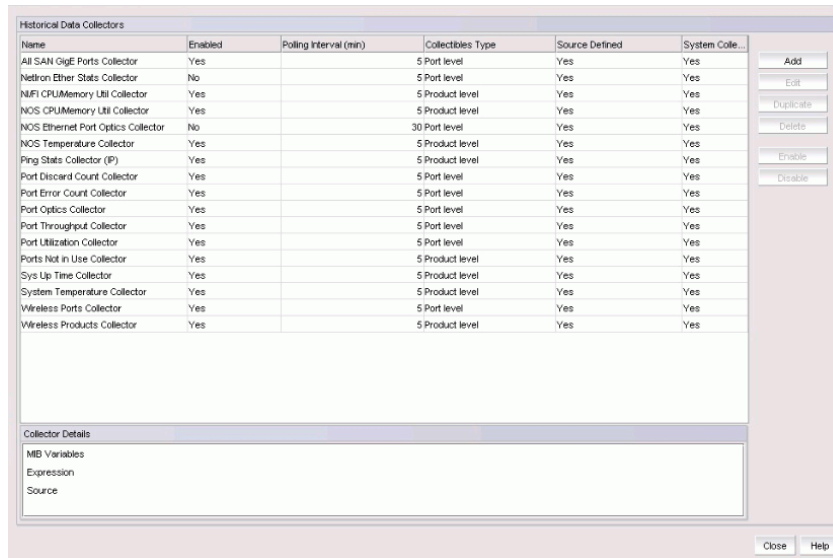 Historical Data Collectors
Name Enabled Polling Interval (min) Collectibles Type Source Defined System Colle...
All SAN GigE Ports Collector Yes 5 Port level Yes Yes
NetIron Ether Stats Collector No 5 Port level Yes Yes
NI/FI CPU/Memory Util Collector Yes 5 Product level Yes Yes
NOS CPU/Memory Util Collector Yes 5 Product level Yes Yes
NOS Ethernet Port Optics Collector No 30 Port level Yes Yes
NOS Temperature Collector Yes 5 Product level Yes Yes
Ping Stats Collector (IP) Yes 5 Product level Yes Yes
Port Discard Count Collector Yes 5 Port level Yes Yes
Port Error Count Collector Yes 5 Port level Yes Yes
Port Optics Collector Yes 5 Port level Yes Yes
Port Throughput Collector Yes 5 Port level Yes Yes
Port Utilization Collector Yes 5 Port level Yes Yes
Ports Not in Use Collector Yes 5 Product level Yes Yes
Sys Up Time Collector Yes 5 Product level Yes Yes
System Temperature Collector Yes 5 Product level Yes Yes
Wireless Ports Collector Yes 5 Port level Yes Yes
Wireless Products Collector Yes 5 Product level Yes Yes
Add
Edit
Duplicate
Delete
Enable
Disable
Collector Details
MIB Variables
Expression
Source
Close Help